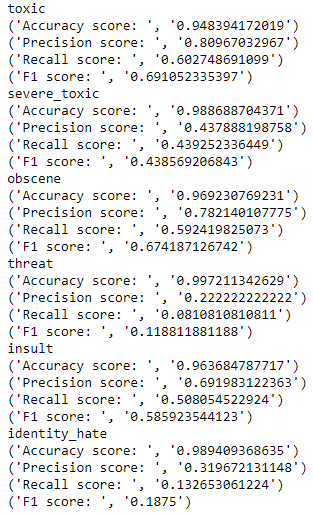 toxic
('Accuracy score: ', '0.948394172019')
('Precision score: ', '0.80967032967')
('Recall score: ', '0.602748691099')
('F1 score: ', '0.691052335397')
severe_toxic
('Accuracy score: ', '0.988688704371')
('Precision score: ', '0.437888198758')
('Recall score: ', '0.439252336449')
('F1 score: ', '0.438569206843')
obscene
('Accuracy score: ', '0.969230769231')
('Precision score: ', '0.782140107775')
('Recall score: ', '0.592419825073')
('F1 score: ', '0.674187126742')
threat
('Accuracy score: ', '0.997211342629')
('Precision score: ', '0.222222222222')
('Recall score: ', '0.0810810810811')
('F1 score: ', '0.118811881188')
insult
('Accuracy score: ', '0.963684787717')
('Precision score: ', '0.691983122363')
('Recall score: ', '0.508054522924')
('F1 score: ', '0.585923544123')
identity_hate
('Accuracy score: ', '0.989409368635')
('Precision score: ', '0.319672131148')
('Recall score: ', '0.132653061224')
('F1 score: ', '0.1875')